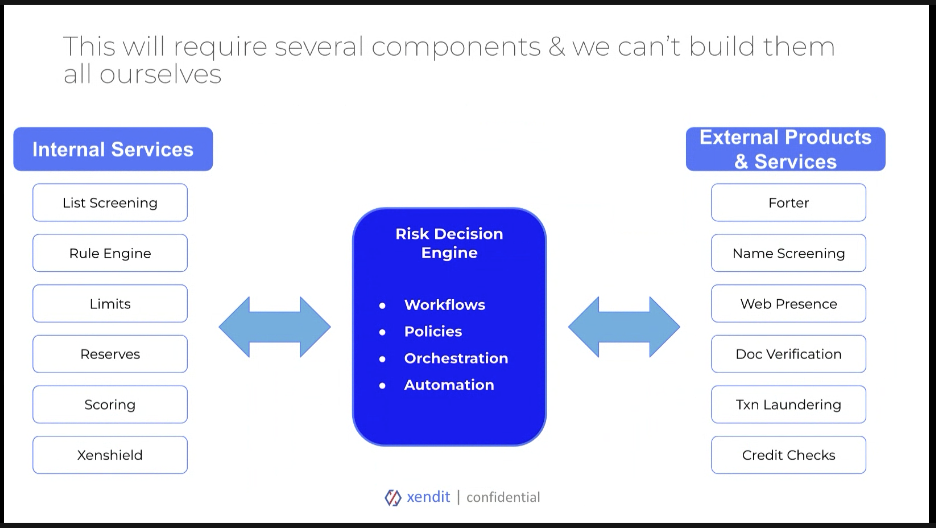 This will require several components & we can't build them
all ourselves
Internal Services
List Screening
Rule Engine
Limits
Reserves
Scoring
Xenshield
Risk Decision
Engine
● Workflows
● Policies
● Orchestration
● Automation
External Products
& Services
Forter
Name Screening
Web Presence
Doc Verification
Txn Laundering
Credit Checks
xendit | confidential